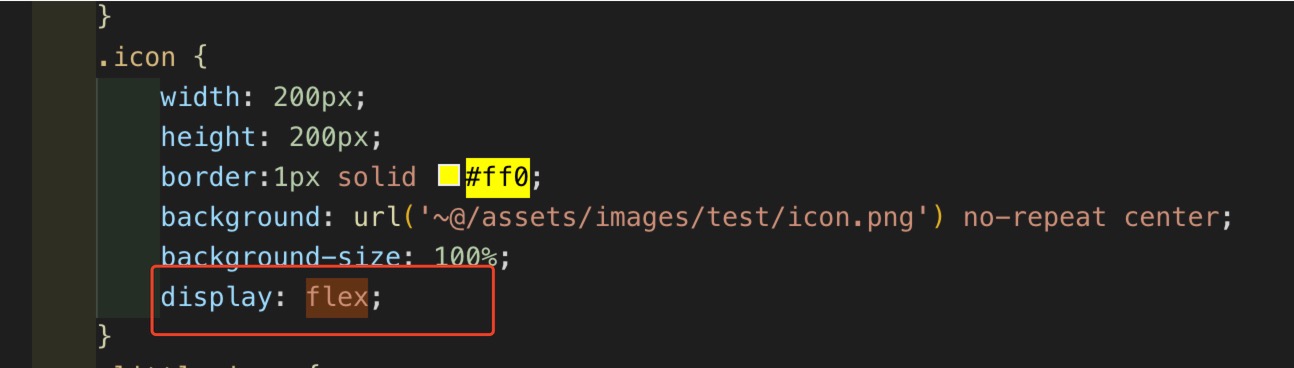 }
.icon {
width: 200px;
height: 200px;
border:1px solid #ff0;
background: url('~@/assets/images/test/icon.png') no-repeat center;
background-size: 100%;
display: flex;
}